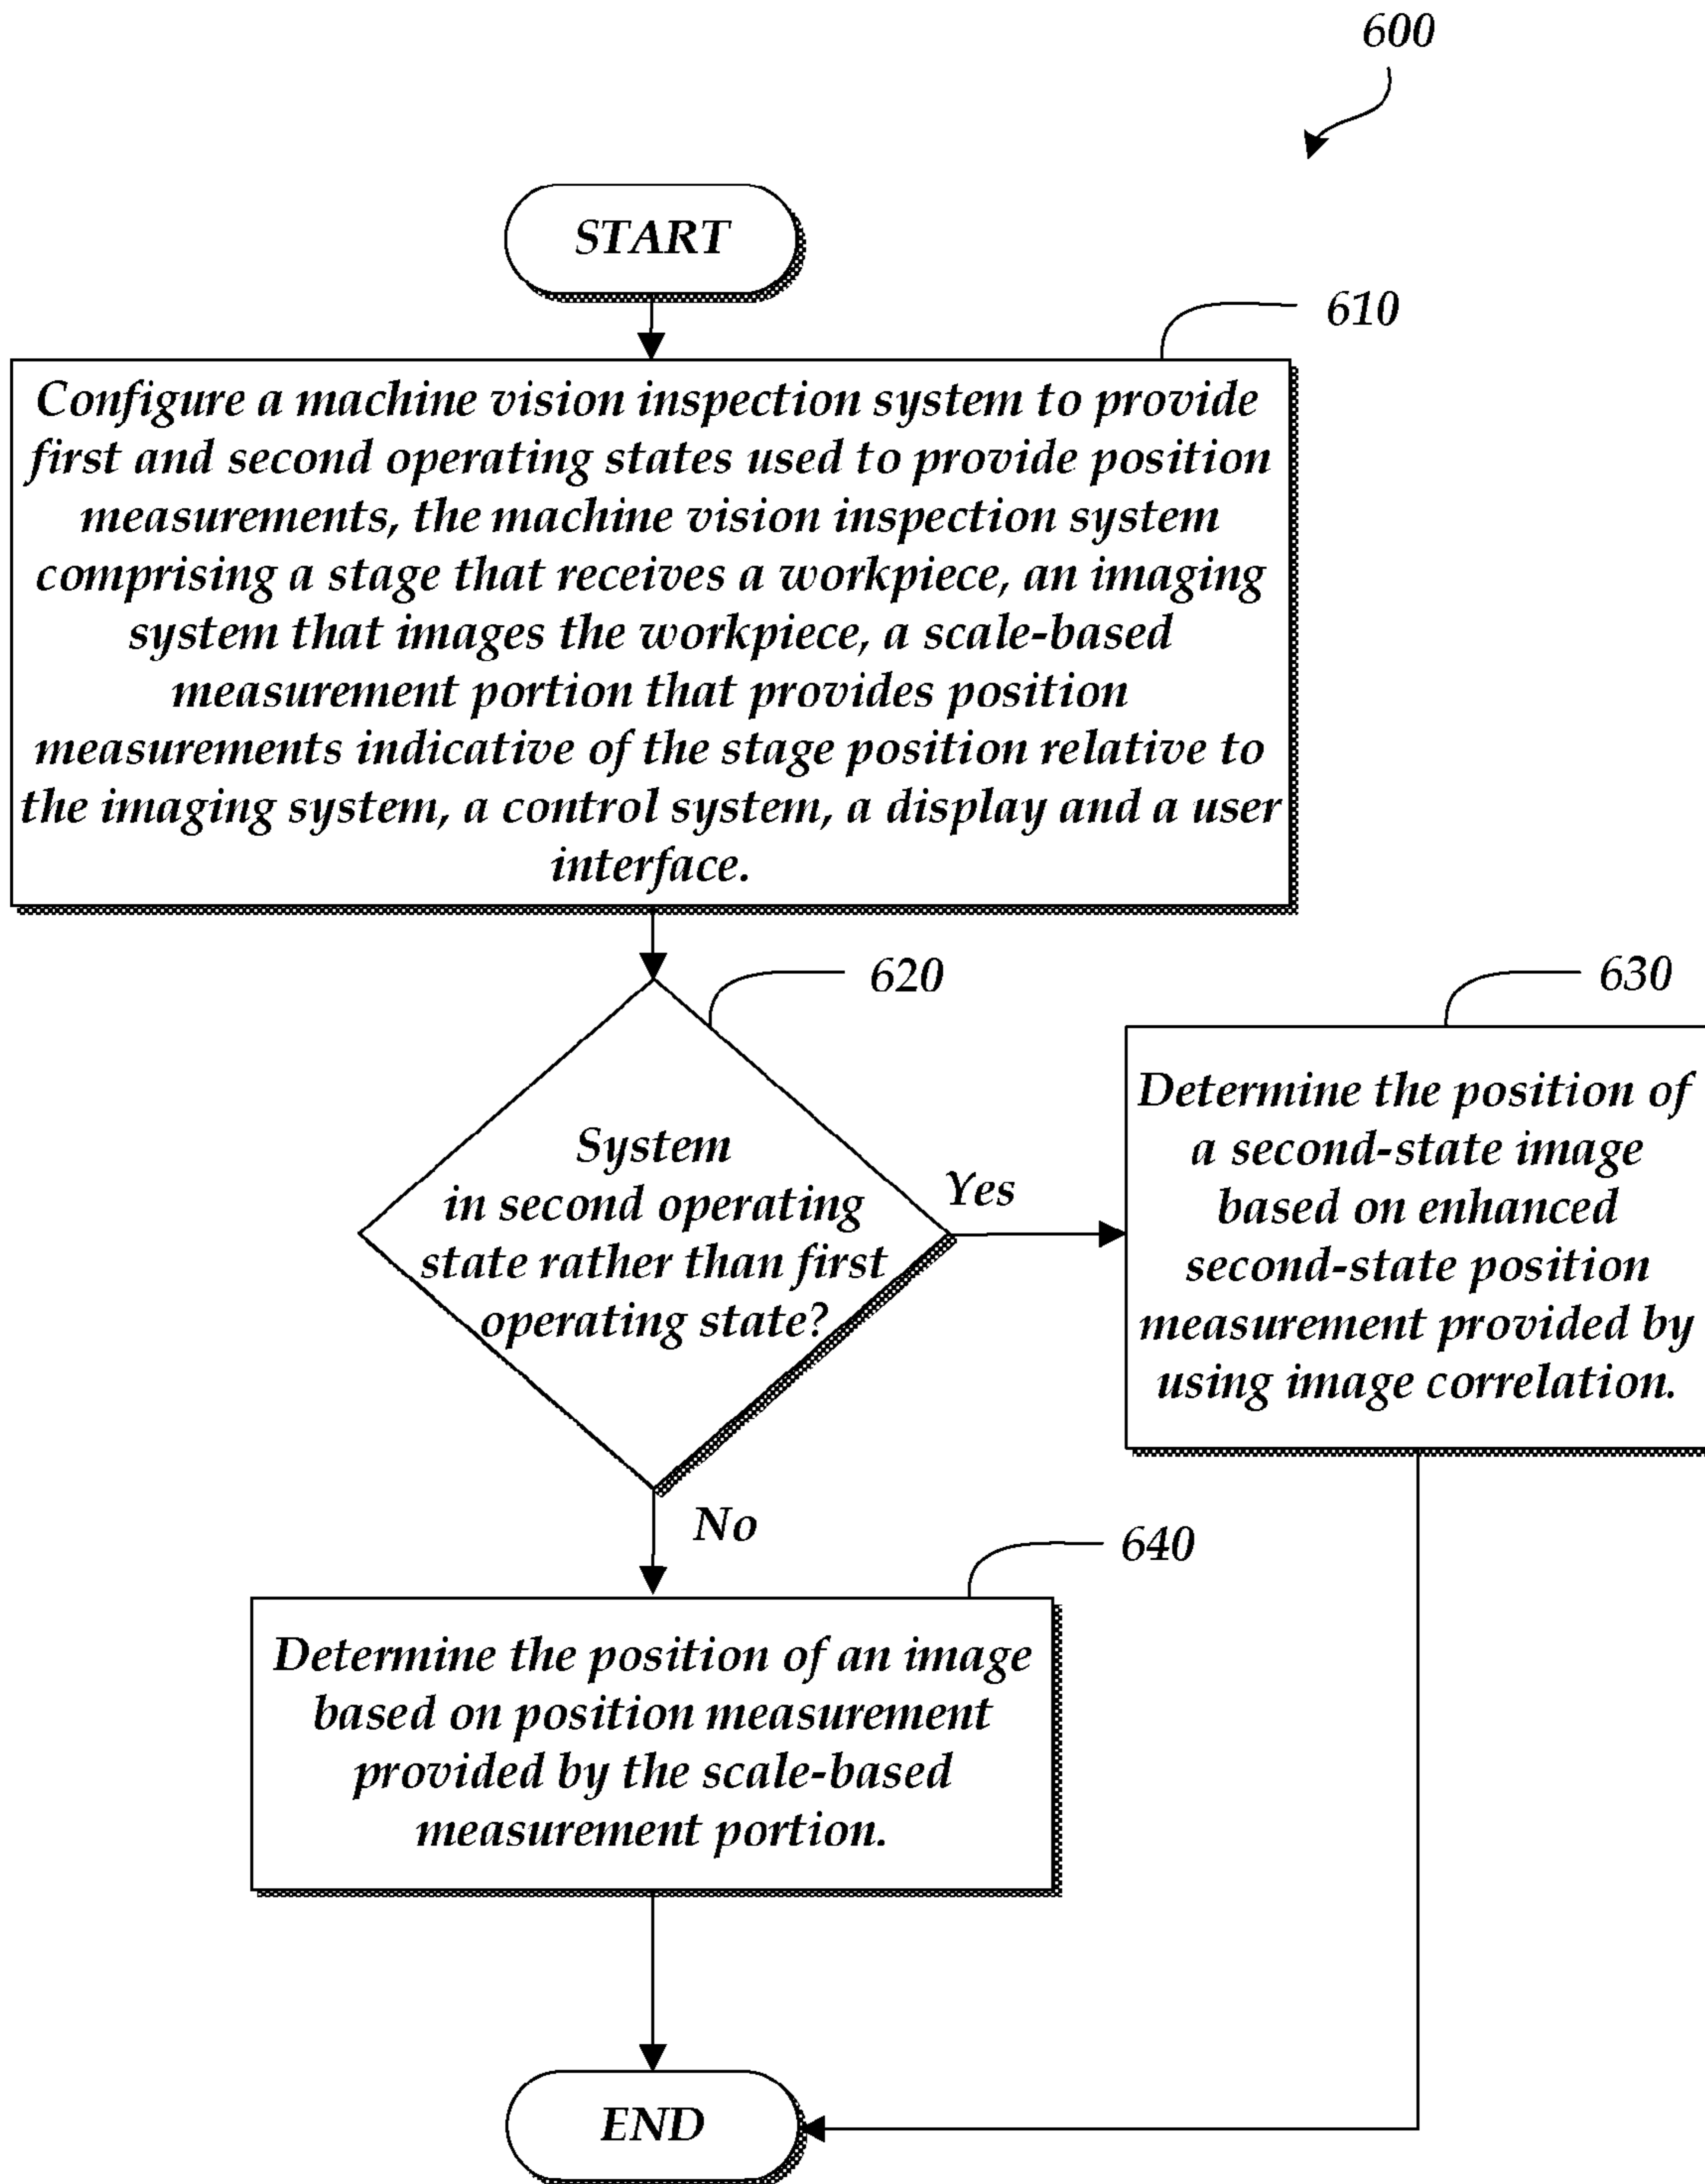 600
START
610
Configure a machine vision inspection system to provide
first and second operating states used to provide position
measurements, the machine vision inspection system
comprising a stage that receives a workpiece, an imaging
system that images the workpiece, a scale-based
measurement portion that provides position
measurements indicative of the stage position relative to
the imaging system, a control system, a display and a user
interface.
620
System
in second operating
state rather than first
operating state?
Yes
630
Determine the position of
a second-state image
based on enhanced
second-state position
measurement provided by
using image correlation.
No
640
Determine the position of an image
based on position measurement
provided by the scale-based
measurement portion.
END